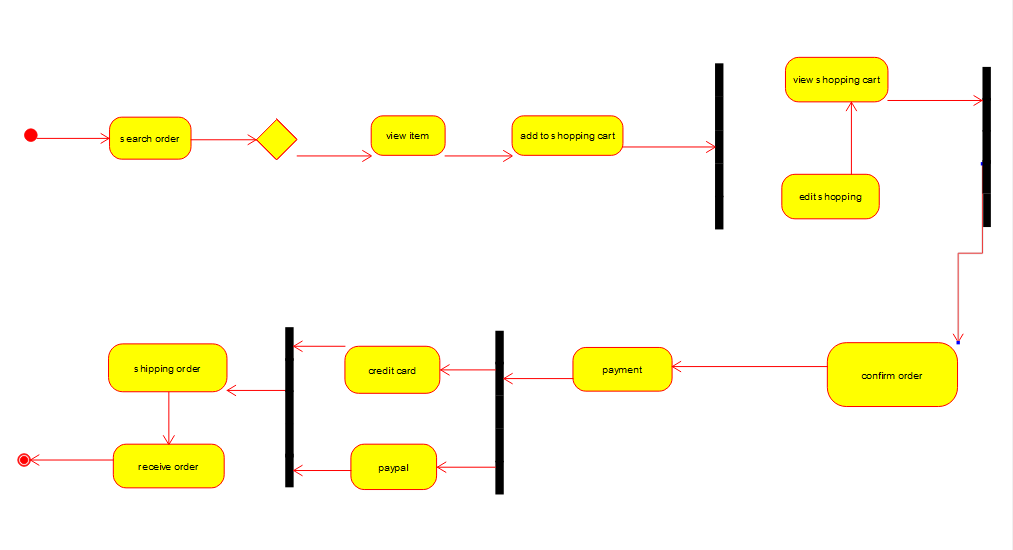 search order
view item
add to shopping cart
view shopping cart
edit shopping
confirm order
payment
credit card
paypal
shipping order
receive order